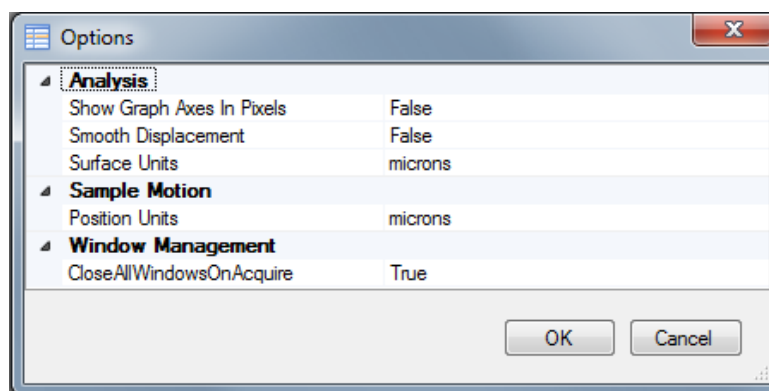 Options
Analysis
Show Graph Axes In Pixels False
Smooth Displacement False
Surface Units microns
Sample Motion
Position Units microns
Window Management
CloseAllWindowsOnAcquire True
OK Cancel